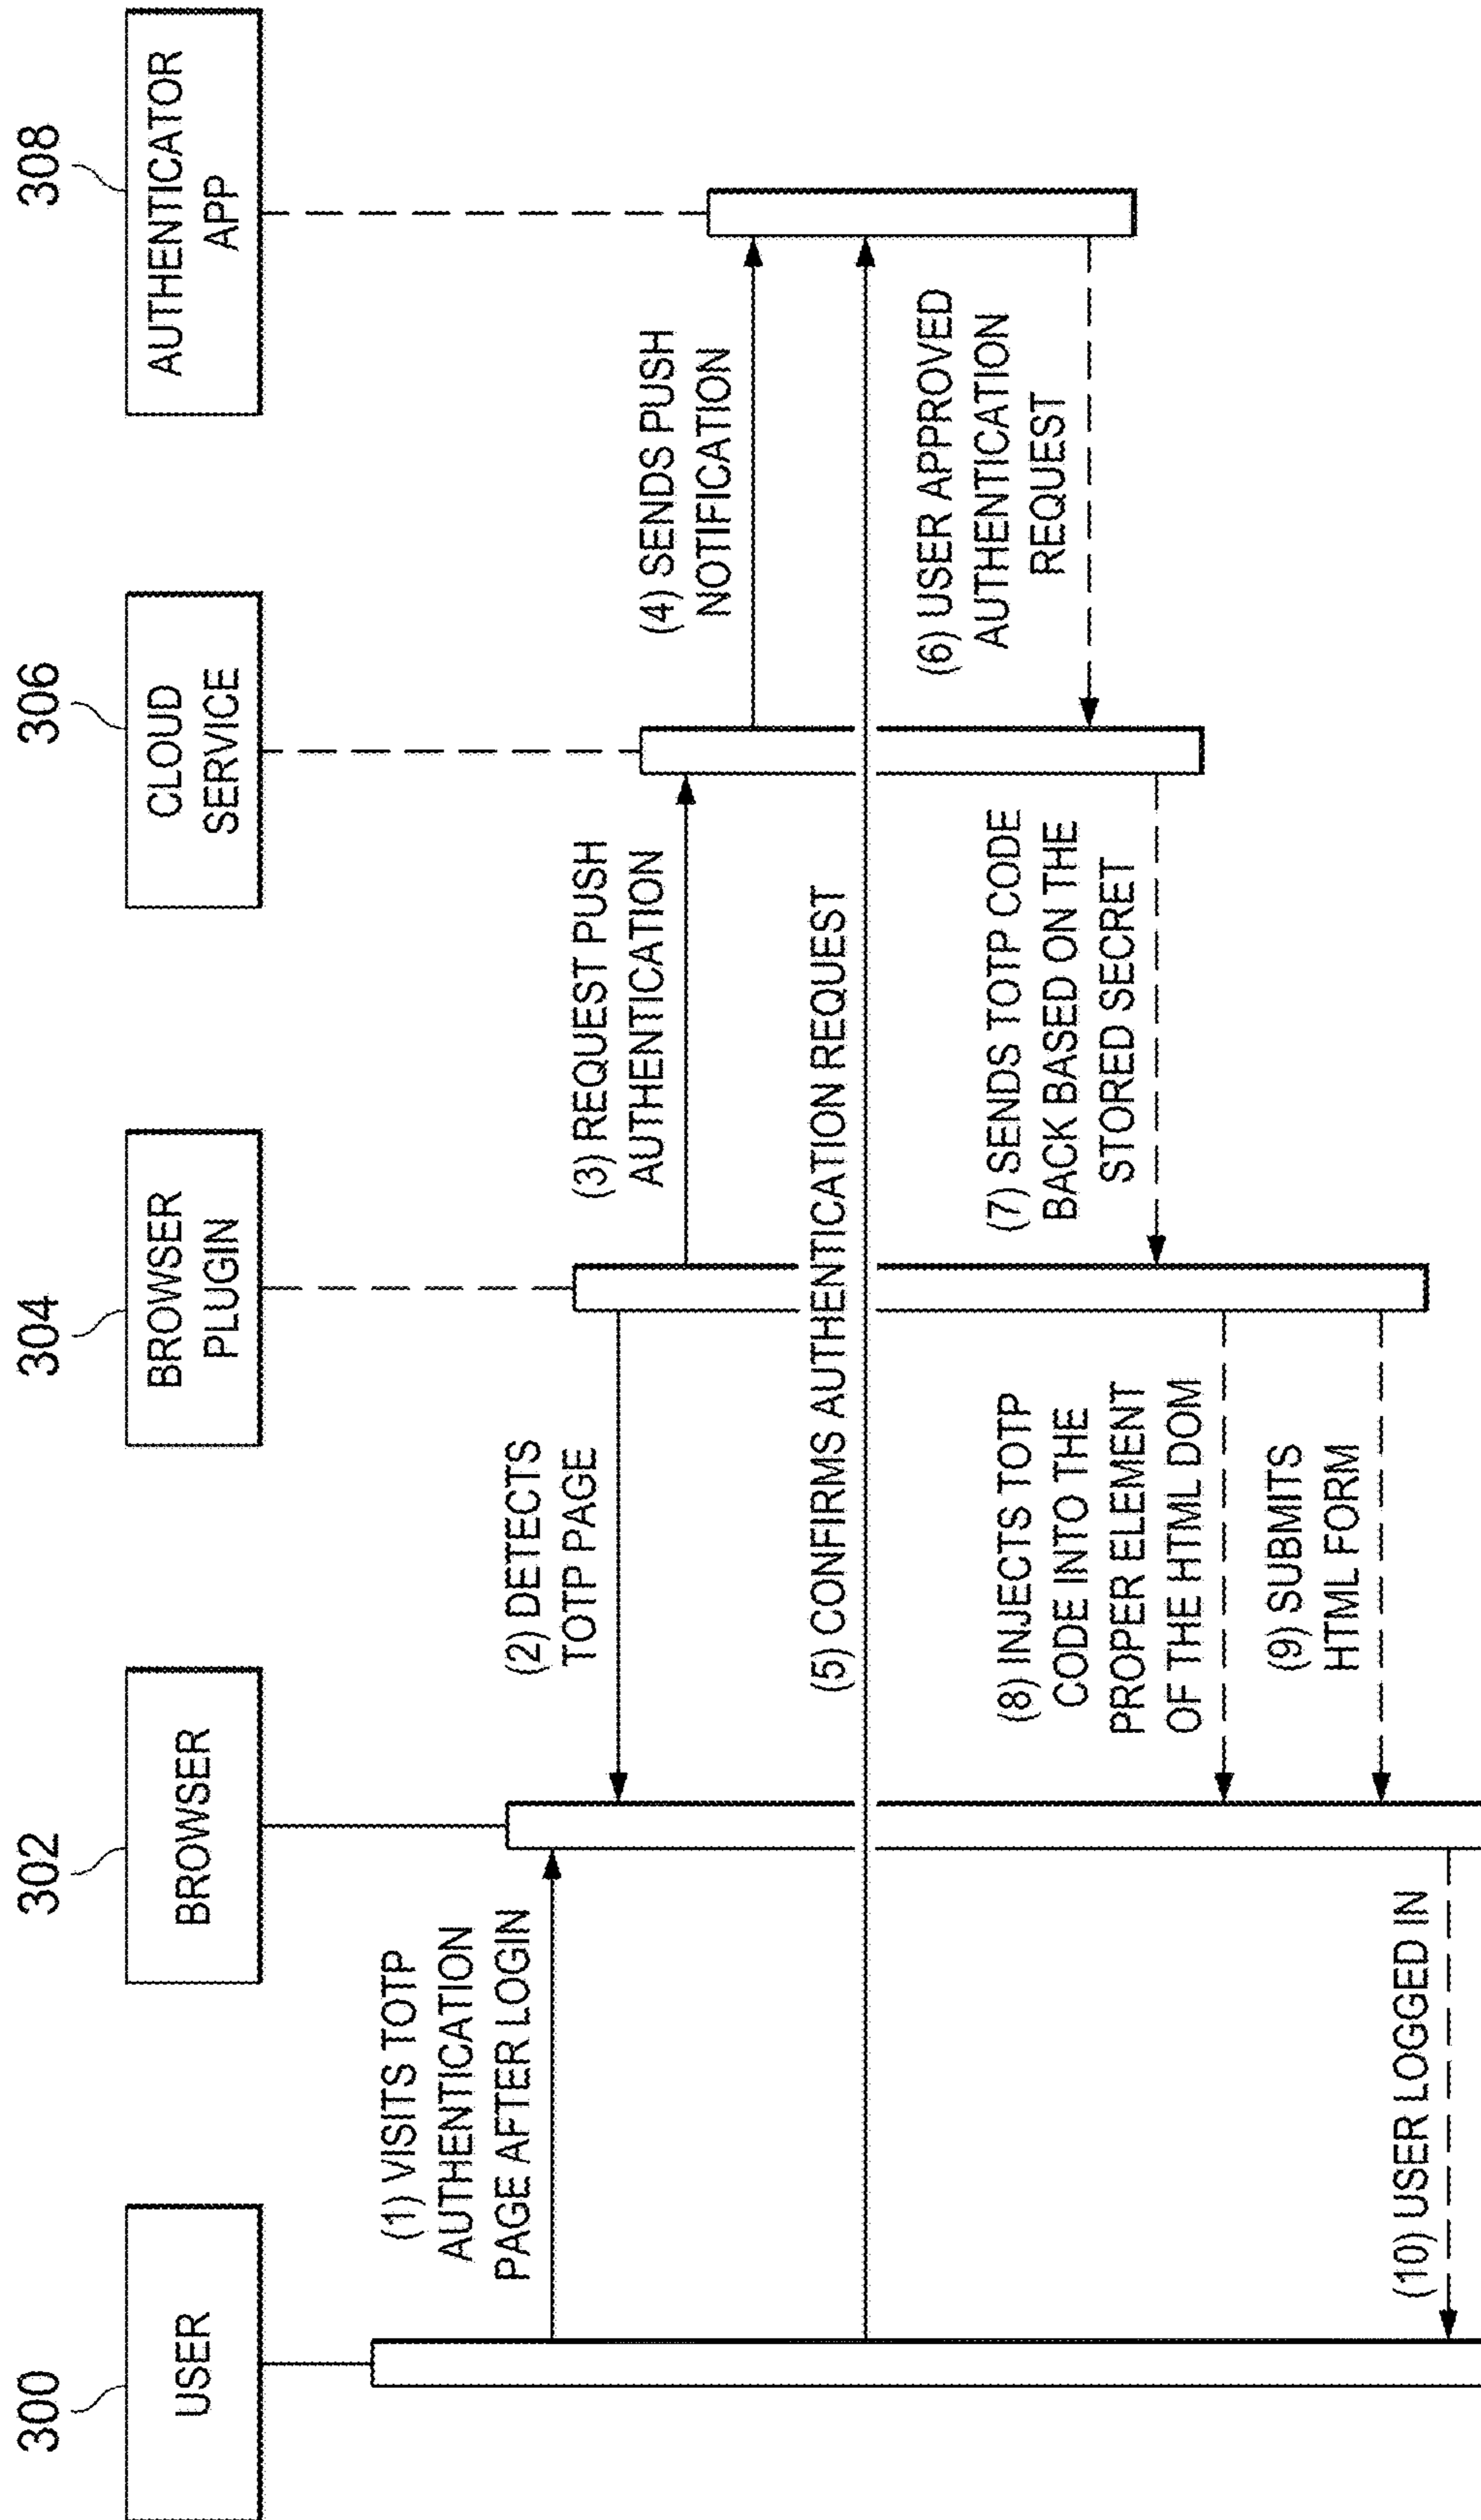 300
USER
302
BROWSER
304
BROWSER
PLUGIN
306
CLOUD
SERVICE
308
AUTHENTICATOR
APP
(1) VISITS TOTP
AUTHENTICATION
PAGE AFTER LOGIN
(2) DETECTS
TOTP PAGE
(3) REQUEST PUSH
AUTHENTICATION
(4) SENDS PUSH
NOTIFICATION
(5) CONFIRMS AUTHENTICATION REQUEST
(6) USER APPROVED
AUTHENTICATION
REQUEST
(7) SENDS TOTP CODE
BACK BASED ON THE
STORED SECRET
(8) INJECTS TOTP
CODE INTO THE
PROPER ELEMENT
OF THE HTML DOM
(9) SUBMITS
HTML FORM
(10) USER LOGGED IN